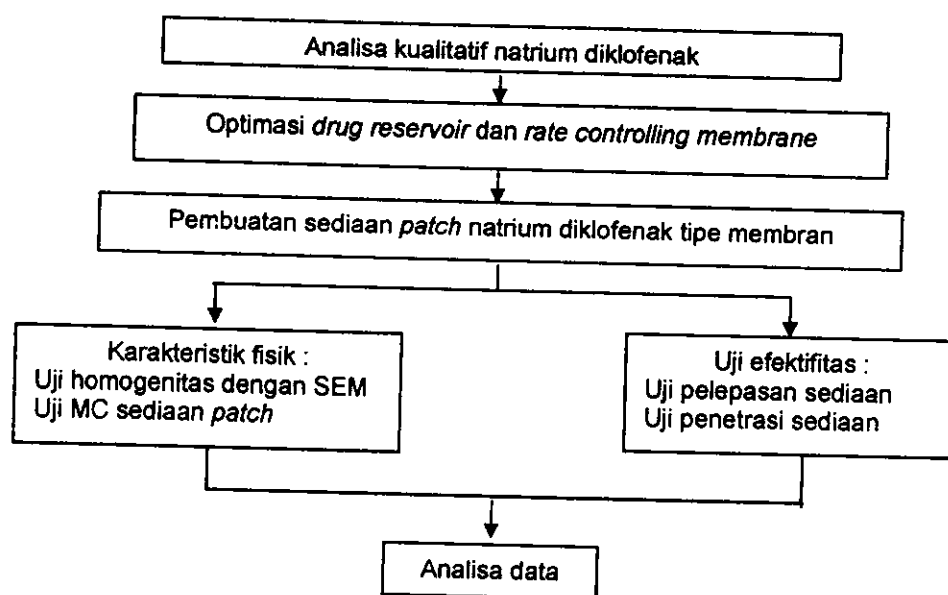 Analisa kualitatif natrium diklofenak
Optimasi drug reservoir dan rate controlling membrane
Pembuatan sediaan patch natrium diklofenak tipe membran
Karakteristik fisik :
Uji homogenitas dengan SEM
Uji MC sediaan patch
Uji efektifitas :
Uji pelepasan sediaan
Uji penetrasi sediaan
Analisa data